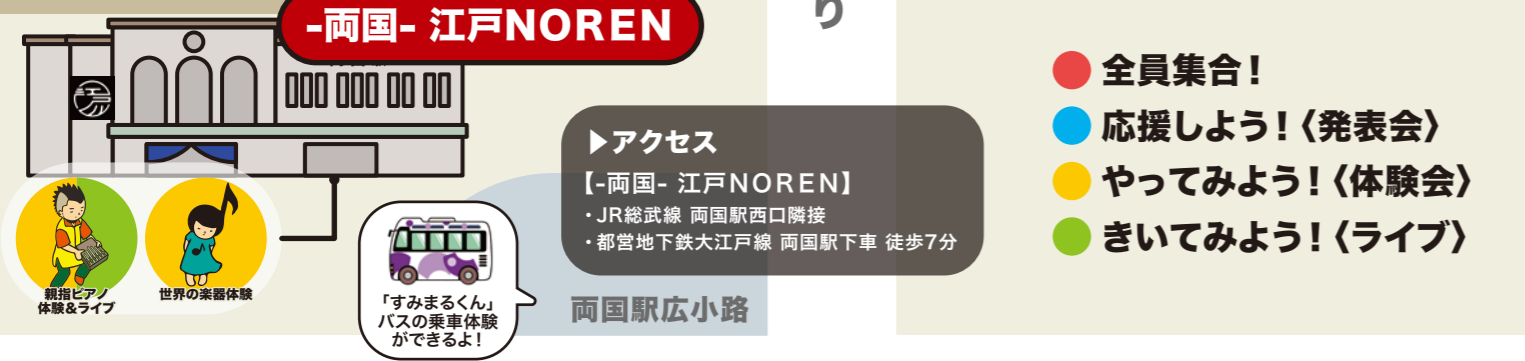 -両国- 江戸NOREN
り
全員集合！
応援しよう！〈発表会〉
やってみよう！〈体験会〉
きいてみよう！〈ライブ〉
▶アクセス
【-両国- 江戸NOREN】
・JR総武線 両国駅西口隣接
・都営地下鉄大江戸線 両国駅下車 徒歩7分
親指ピアノ
体験&ライブ
世界の楽器体験
「すみまるくん」
バスの乗車体験
ができるよ！
両国駅広小路